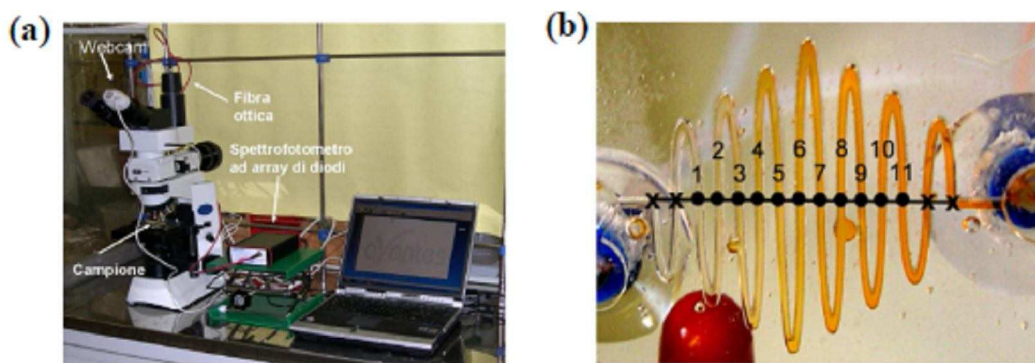 (a)
Webcam
Fibra
ottica
Spettrofotometro
ad array di diodi
Campione
(b)
1
2
3
4
5
6
7
8
9
10
11
x x
x x